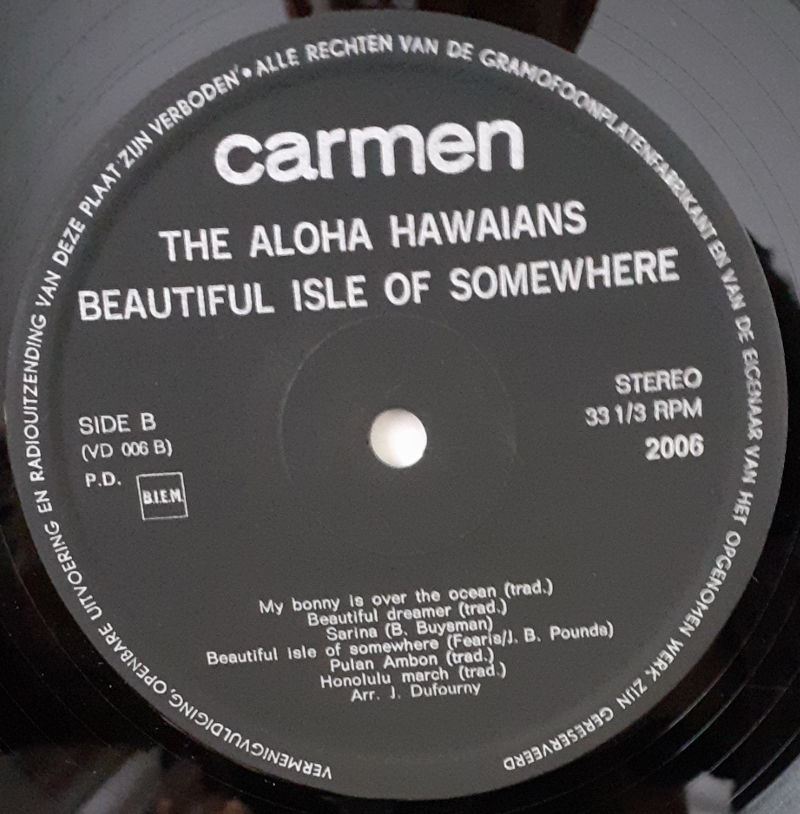 ALLE RECHTEN VAN DE GRAMOFOONPLATENFABRIKANT EN VAN DE EIGENAAR VAN HET OPGENOMEN WERK ZIJN GERESERVEERD
VERMENIGVULDIGING, OPENBARE UITVOERING EN RADIOUITZENDING VAN DEZE PLAAT ZIJN VERBODEN •
carmen
THE ALOHA HAWAIANS
BEAUTIFUL ISLE OF SOMEWHERE
SIDE B
(VD 006 B)
P.D. B.I.E.M.
STEREO
33 1/3 RPM
2006
My bonny is over the ocean (trad.)
Beautiful dreamer (trad.)
Sarina (B. Buysman)
Beautiful isle of somewhere (Fearis/J. B. Pounds)
Pulan Ambon (trad.)
Honolulu march (trad.)
Arr. J. Dufourny